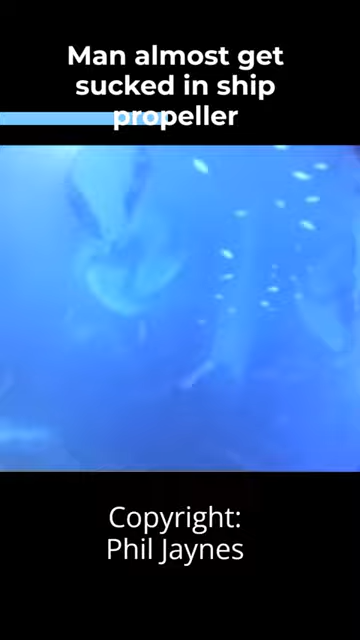 Man almost get
sucked in ship
propeller
Copyright:
Phil Jaynes